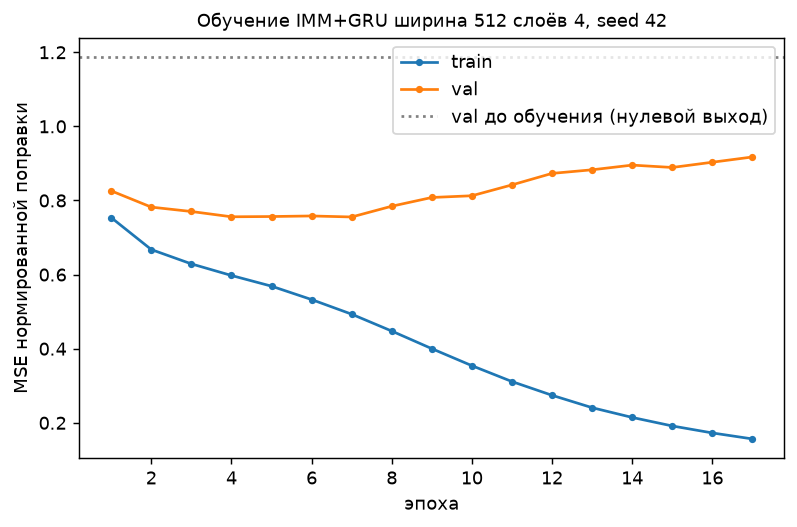 Обучение IMM+GRU ширина 512 слоёв 4, seed 42
train
val
val до обучения (нулевой выход)
MSE нормированной поправки
1.2
1.0
0.8
0.6
0.4
0.2
2 4 6 8 10 12 14 16
эпоха